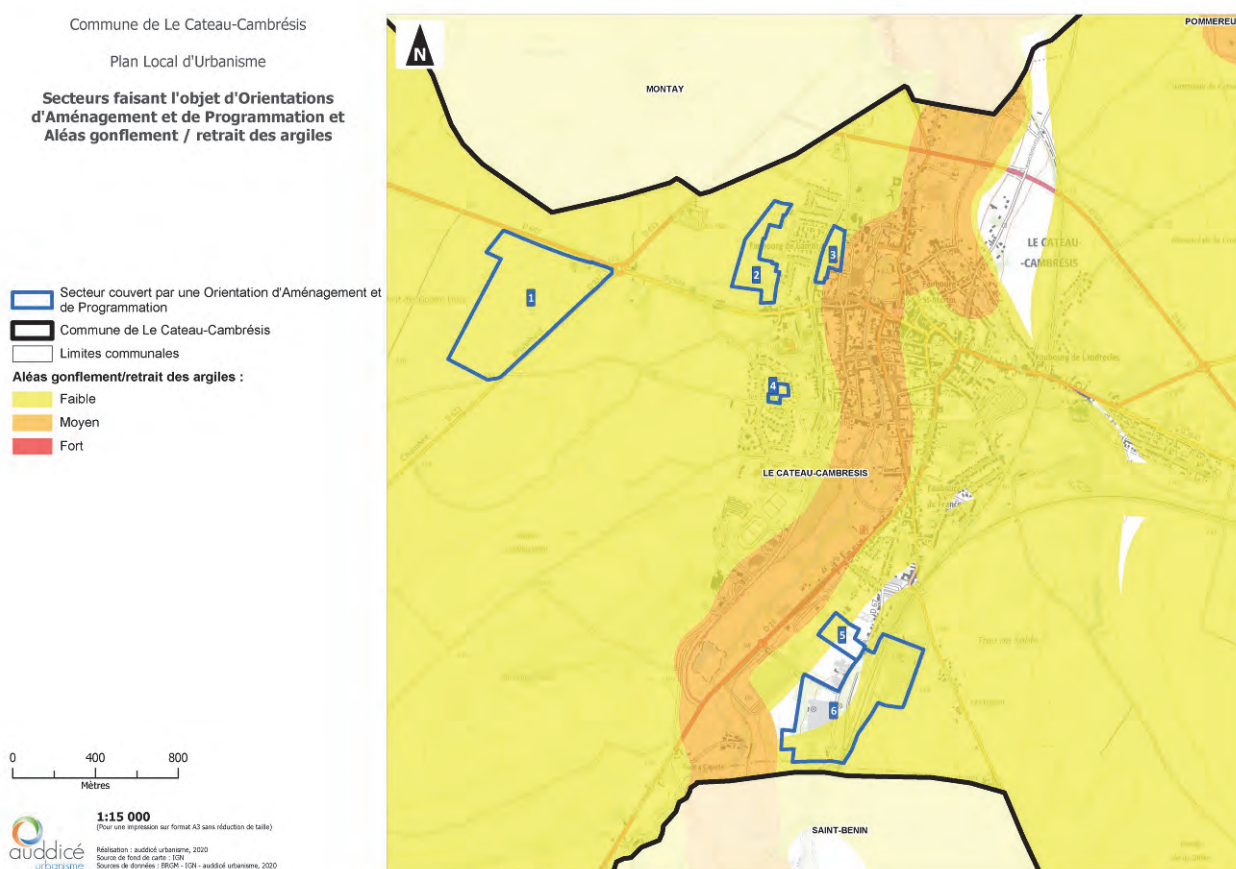 Commune de Le Cateau-Cambrésis
Plan Local d'Urbanisme
Secteurs faisant l'objet d'Orientations
d'Aménagement et de Programmation et
Aléas gonflement / retrait des argiles
Secteur couvert par une Orientation d'Aménagement et
de Programmation
Commune de Le Cateau-Cambrésis
Limites communales
Aléas gonflement/retrait des argiles :
Faible
Moyen
Fort
0 400 800
Mètres
1:15 000
(Pour une impression sur format A3 sans réduction de taille)
auddicé
urbanisme
Réalisation : auddicé urbanisme, 2020
Source de fond de carte : IGN
Sources de données : BRGM - IGN - auddicé urbanisme, 2020
N
POMMEREU
MONTAY
LE CATEAU
-CAMBRÉSIS
1
2
3
4
LE CATEAU-CAMBRESIS
Faubourg de Landrecies
5
6
SAINT-BENIN